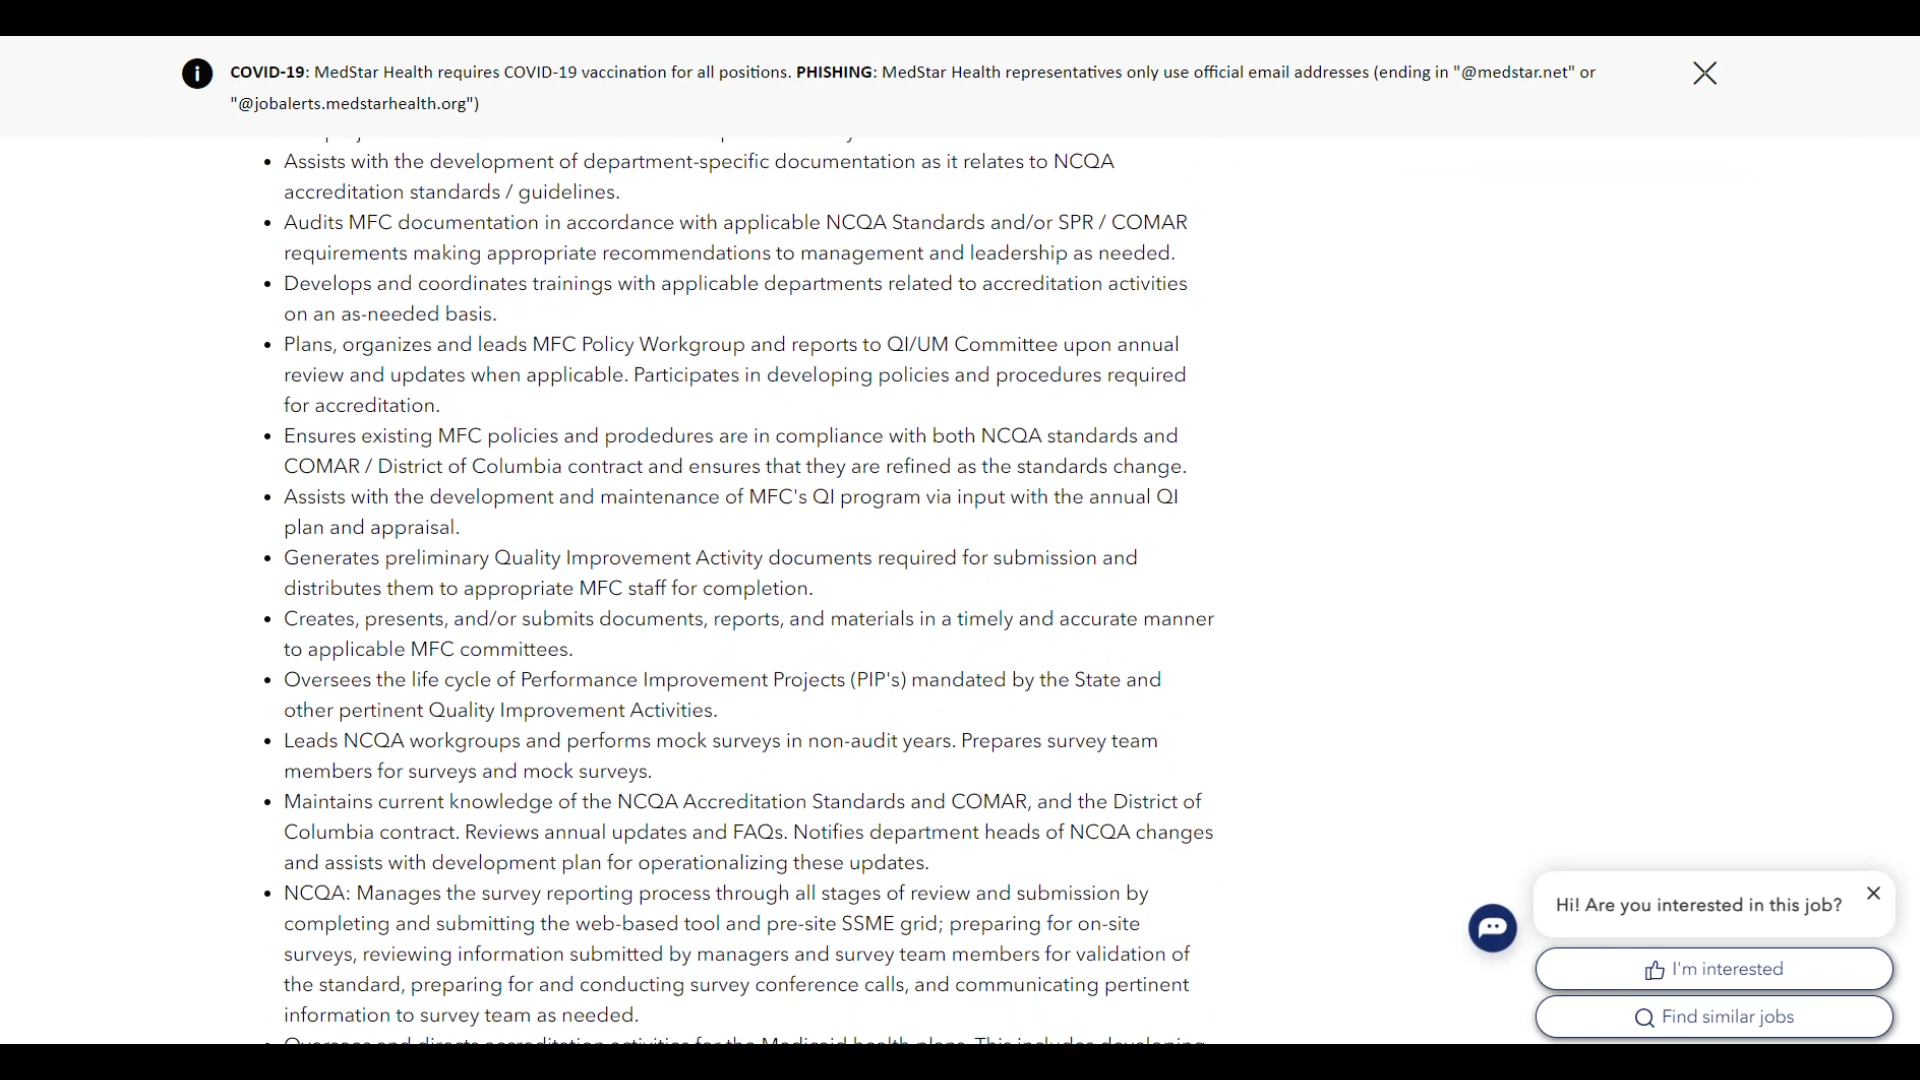 COVID-19: MedStar Health requires COVID-19 vaccination for all positions. PHISHING: MedStar Health representatives only use official email addresses (ending in "@medstar.net" or
"@jobalerts.medstarhealth.org")
Assists with the development of department-specific documentation as it relates to NCQA
accreditation standards / guidelines.
Audits MFC documentation in accordance with applicable NCQA Standards and/or SPR / COMAR
requirements making appropriate recommendations to management and leadership as needed.
Develops and coordinates trainings with applicable departments related to accreditation activities
on an as-needed basis.
Plans, organizes and leads MFC Policy Workgroup and reports to QI/UM Committee upon annual
review and updates when applicable. Participates in developing policies and procedures required
for accreditation.
Ensures existing MFC policies and prodedures are in compliance with both NCQA standards and
COMAR / District of Columbia contract and ensures that they are refined as the standards change.
Assists with the development and maintenance of MFC's QI program via input with the annual QI
plan and appraisal.
Generates preliminary Quality Improvement Activity documents required for submission and
distributes them to appropriate MFC staff for completion.
Creates, presents, and/or submits documents, reports, and materials in a timely and accurate manner
to applicable MFC committees.
Oversees the life cycle of Performance Improvement Projects (PIP's) mandated by the State and
other pertinent Quality Improvement Activities.
Leads NCQA workgroups and performs mock surveys in non-audit years. Prepares survey team
members for surveys and mock surveys.
Maintains current knowledge of the NCQA Accreditation Standards and COMAR, and the District of
Columbia contract. Reviews annual updates and FAQs. Notifies department heads of NCQA changes
and assists with development plan for operationalizing these updates.
NCQA: Manages the survey reporting process through all stages of review and submission by
completing and submitting the web-based tool and pre-site SSME grid; preparing for on-site
surveys, reviewing information submitted by managers and survey team members for validation of
the standard, preparing for and conducting survey conference calls, and communicating pertinent
information to survey team as needed.
Oversees and directs accreditation activities for the Medicaid health plans. This includes developing
Hi! Are you interested in this job?
I'm interested
Find similar jobs